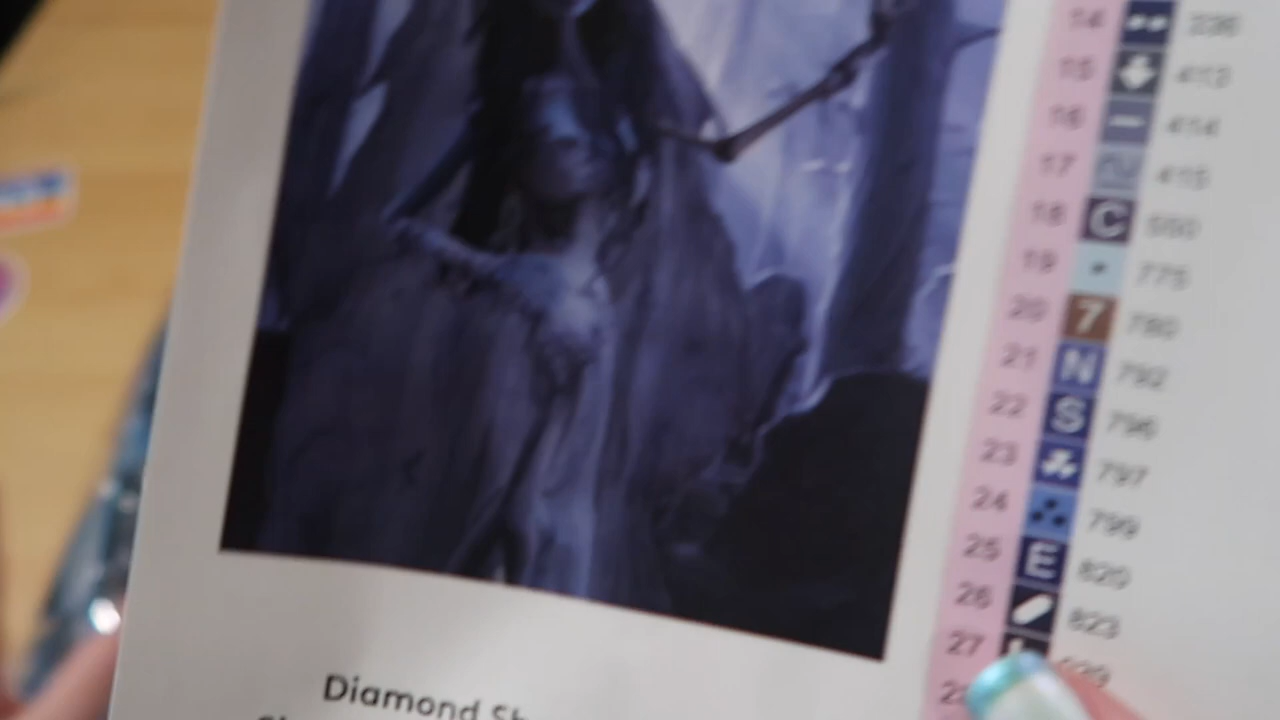 14 336
15 413
16 414
17 415
18 C 550
19 775
20 7 780
21 N 792
22 S 796
23 797
24 799
25 E 820
26 823
27
Diamond